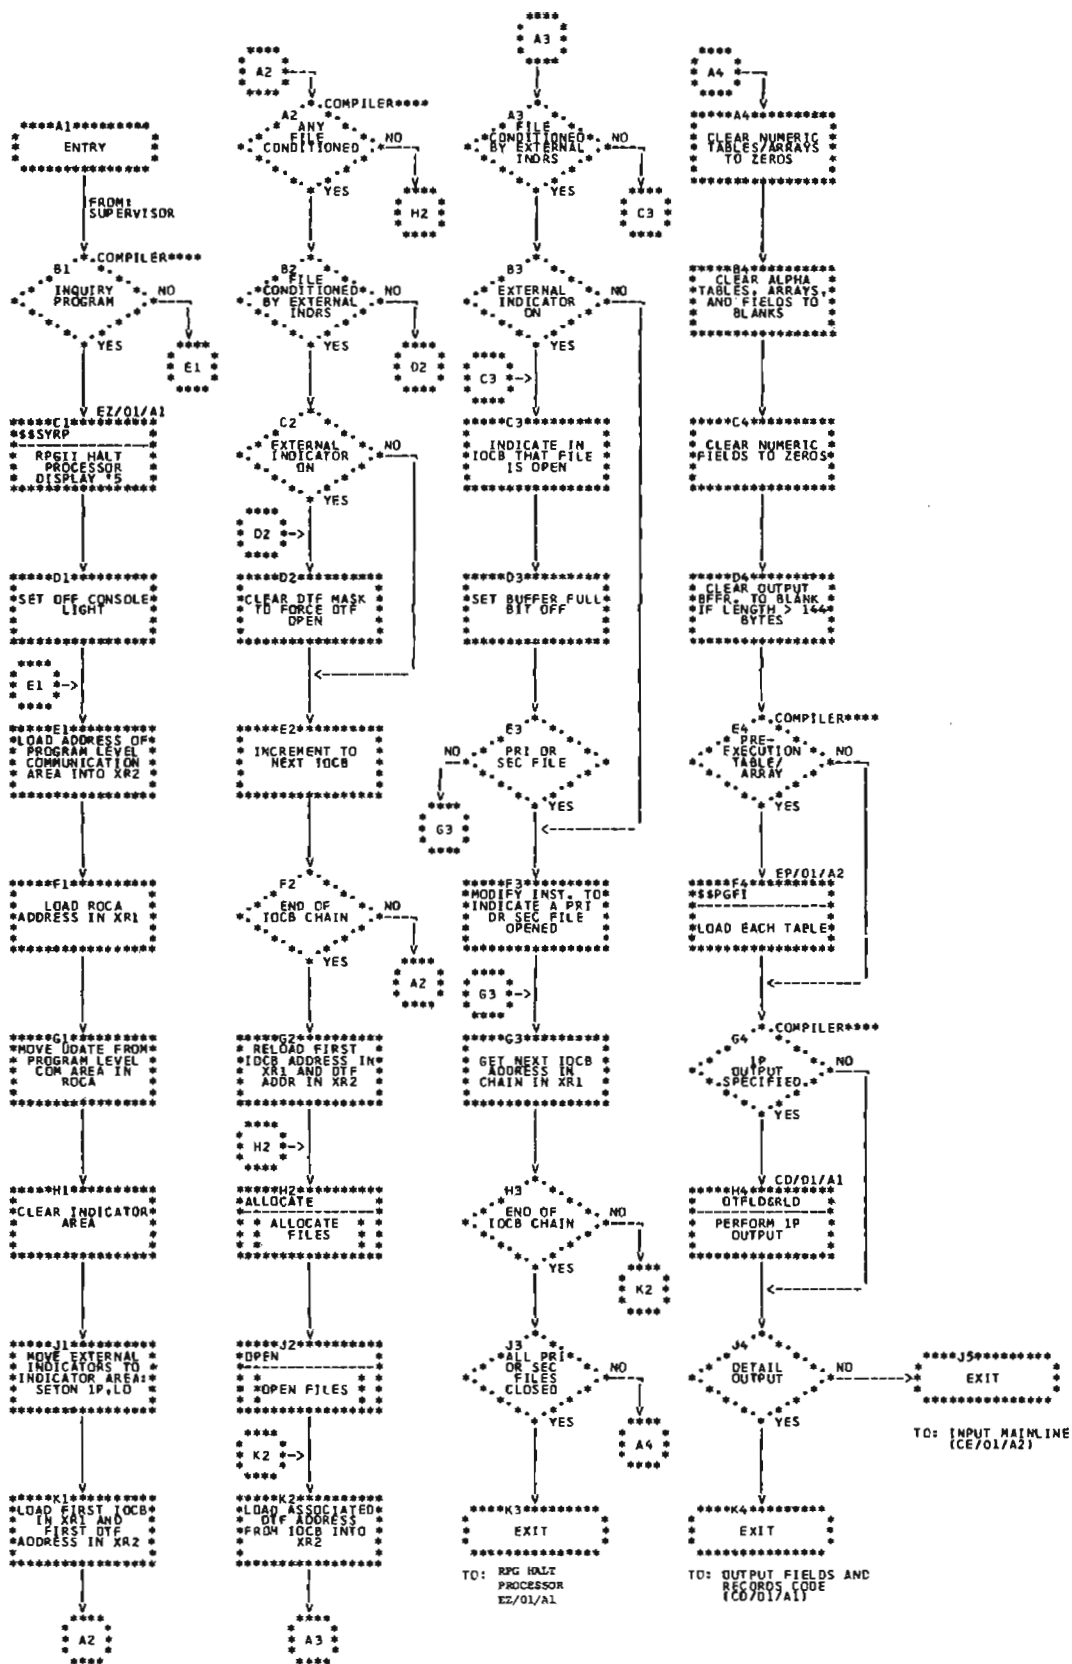 A1
ENTRY
FROM:
SUPERVISOR
COMPILER
B1
INQUIRY
PROGRAM
NO
YES
E1
EZ/01/A1
C1
$$SYRP
RPGII HALT
PROCESSOR
DISPLAY '5
D1
SET OFF CONSOLE
LIGHT
E1
E1
LOAD ADDRESS OF
PROGRAM LEVEL
COMMUNICATION
AREA INTO XR2
F1
LOAD ROCA
ADDRESS IN XR1
G1
MOVE UDATE FROM
PROGRAM LEVEL
COM AREA IN
ROCA
H1
CLEAR INDICATOR
AREA
J1
MOVE EXTERNAL
INDICATORS TO
INDICATOR AREA:
SETON 1P,L0
K1
LOAD FIRST IOCB
IN XR1 AND
FIRST DTF
ADDRESS IN XR2
A2
A2
COMPILER
A2
ANY
FILE
CONDITIONED
NO
YES
H2
B2
FILE
CONDITIONED
BY EXTERNAL
INDRS
NO
YES
D2
C2
EXTERNAL
INDICATOR
ON
NO
YES
D2
D2
CLEAR DTF MASK
TO FORCE DTF
OPEN
E2
INCREMENT TO
NEXT IOCB
F2
END OF
IOCB CHAIN
NO
YES
A2
G2
RELOAD FIRST
IOCB ADDRESS IN
XR1 AND DTF
ADDR IN XR2
H2
H2
ALLOCATE
ALLOCATE
FILES
J2
OPEN
OPEN FILES
K2
K2
LOAD ASSOCIATED
DTF ADDRESS
FROM IOCB INTO
XR2
A3
A3
A3
FILE
CONDITIONED
BY EXTERNAL
INDRS
NO
YES
C3
B3
EXTERNAL
INDICATOR
ON
NO
YES
C3
C3
INDICATE IN
IOCB THAT FILE
IS OPEN
D3
SET BUFFER FULL
BIT OFF
E3
PRI OR
SEC FILE
NO
YES
G3
F3
MODIFY INST. TO
INDICATE A PRI
OR SEC FILE
OPENED
G3
G3
GET NEXT IOCB
ADDRESS IN
CHAIN IN XR1
H3
END OF
IOCB CHAIN
NO
YES
K2
J3
ALL PRI
OR SEC
FILES
CLOSED
NO
YES
A4
K3
EXIT
TO: RPG HALT
PROCESSOR
EZ/01/A1
A4
A4
CLEAR NUMERIC
TABLES/ARRAYS
TO ZEROS
B4
CLEAR ALPHA
TABLES, ARRAYS,
AND FIELDS TO
BLANKS
C4
CLEAR NUMERIC
FIELDS TO ZEROS
D4
CLEAR OUTPUT
BFFR. TO BLANK
IF LENGTH > 144
BYTES
COMPILER
E4
PRE-
EXECUTION
TABLE/
ARRAY
NO
YES
EP/01/A2
F4
$$PGFI
LOAD EACH TABLE
COMPILER
G4
1P
OUTPUT
SPECIFIED
NO
YES
CD/01/A1
H4
OTFLD&RLD
PERFORM 1P
OUTPUT
J4
DETAIL
OUTPUT
NO
YES
J5
EXIT
TO: INPUT MAINLINE
(CE/01/A2)
K4
EXIT
TO: OUTPUT FIELDS AND
RECORDS CODE
(CD/01/A1)